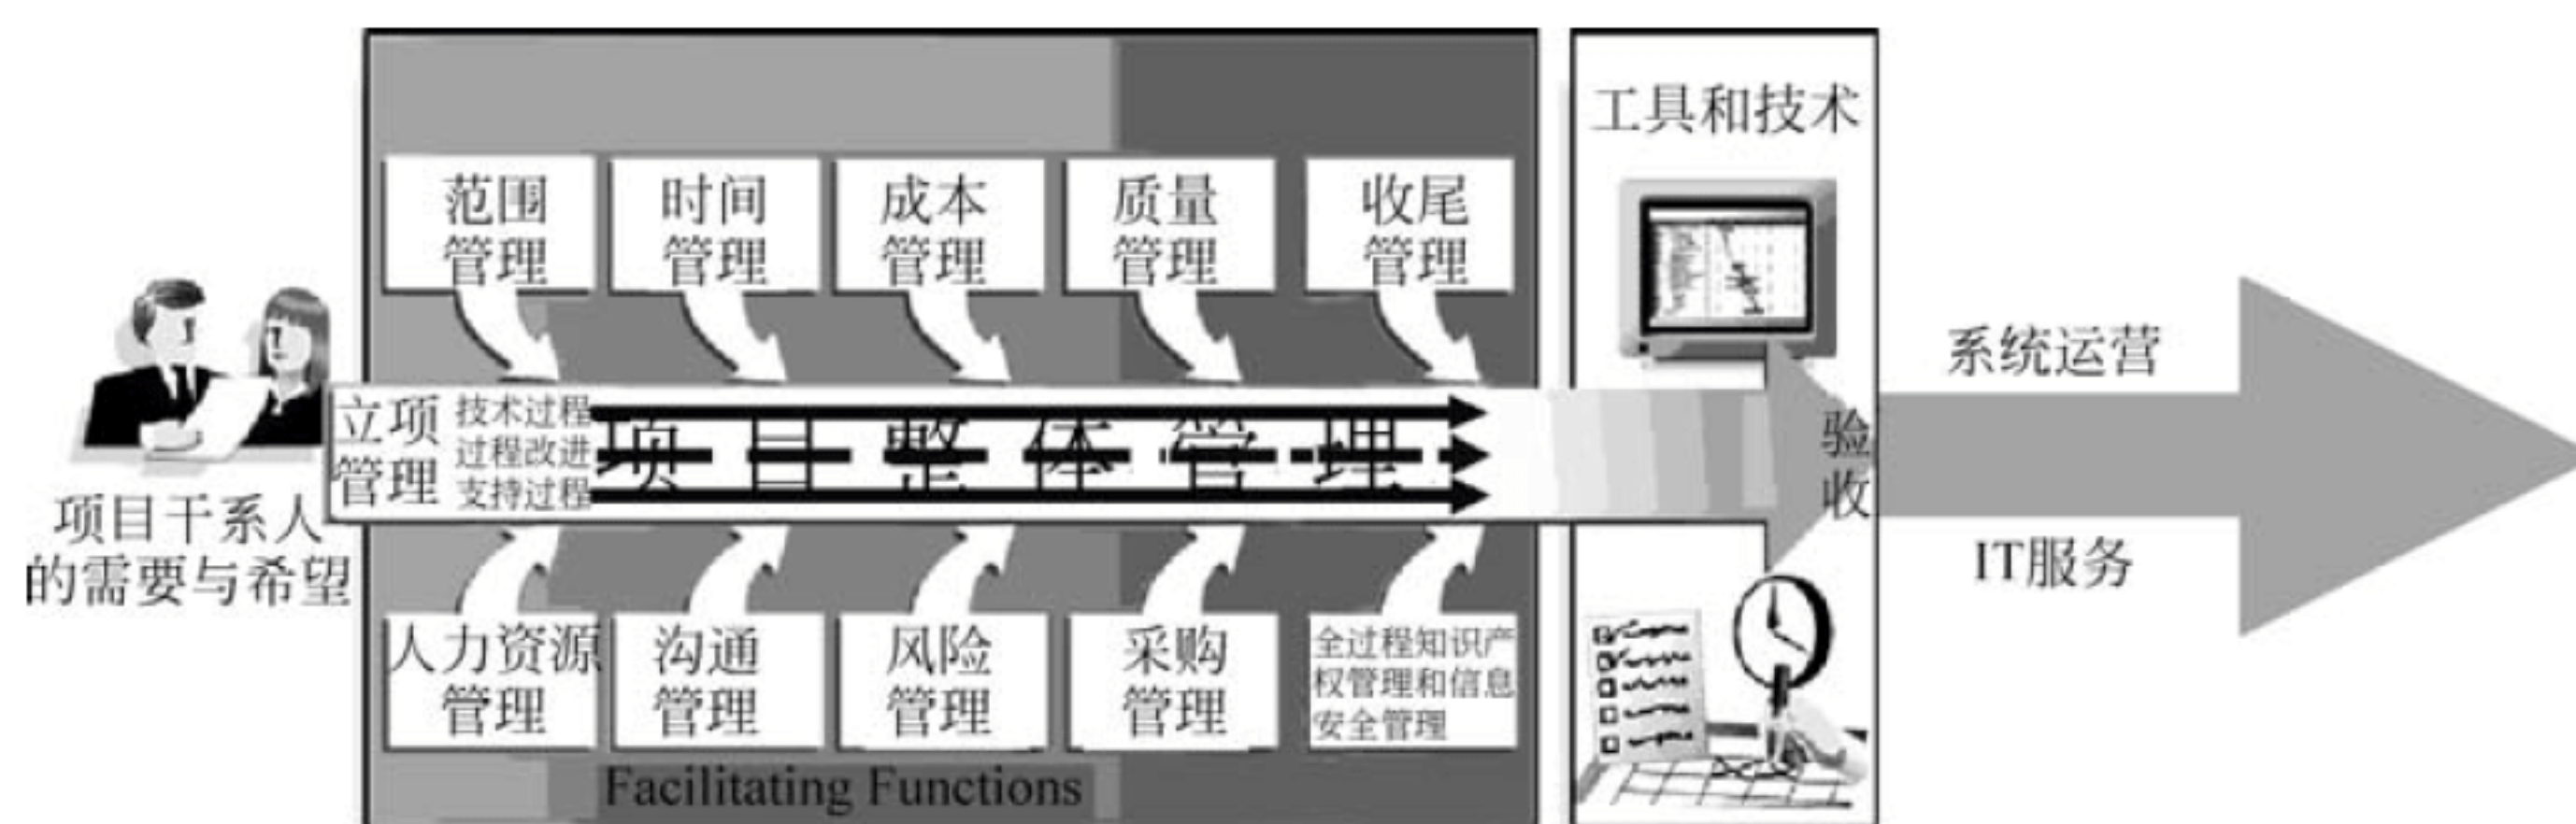 工具和技术
范围
管理
时间
管理
成本
管理
质量
管理
收尾
管理
项目干系人
的需要与希望
立项
管理
技术过程
过程改进
支持过程
项目整体管理
验
收
系统运营
IT服务
人力资源
管理
沟通
管理
风险
管理
采购
管理
全过程知识产
权管理和信息
安全管理
Facilitating Functions